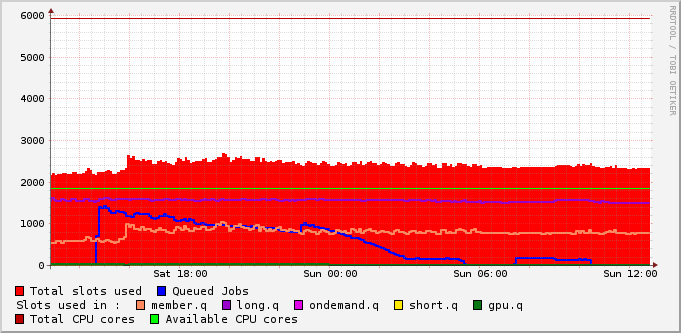 6000
5000
4000
3000
2000
1000
0
Sat 18:00 Sun 00:00 Sun 06:00 Sun 12:00
RRDTOOL / TOBI OETIKER
Total slots used Queued Jobs
Slots used in : member.q long.q ondemand.q short.q gpu.q
Total CPU cores Available CPU cores